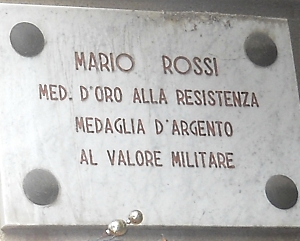 MARIO ROSSI
MED. D'ORO ALLA RESISTENZA
MEDAGLIA D'ARGENTO
AL VALORE MILITARE